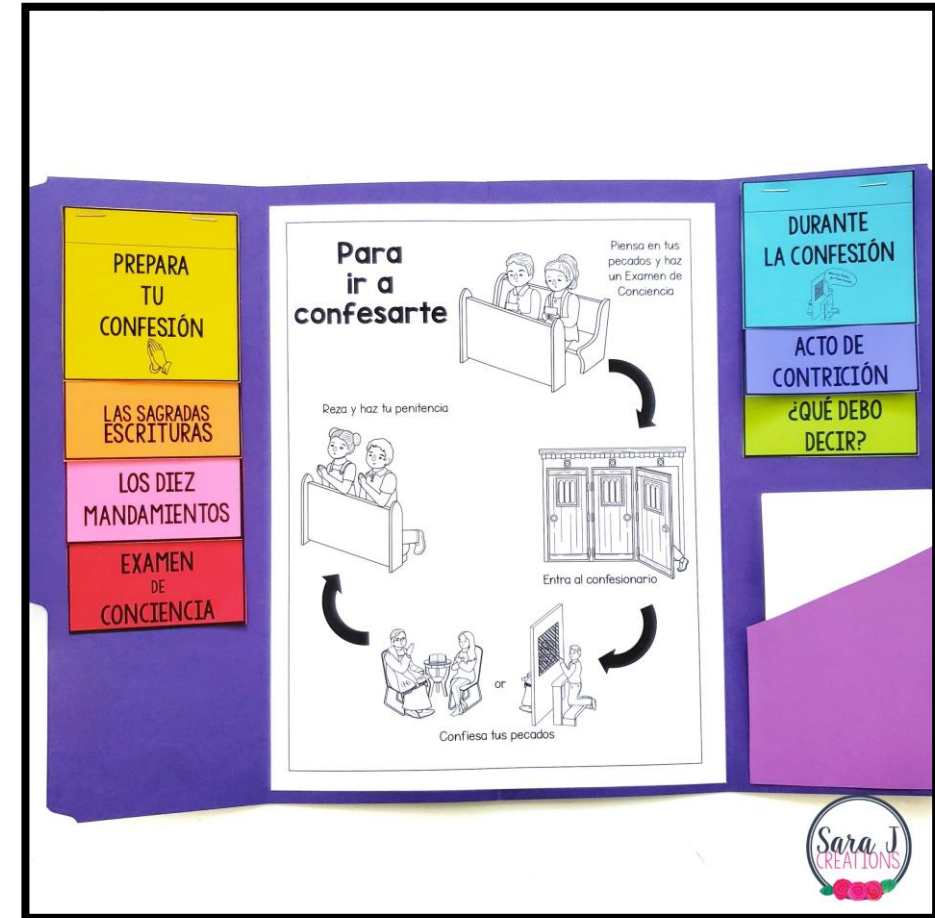 PREPARA
TU
CONFESIÓN
LAS SAGRADAS
ESCRITURAS
LOS DIEZ
MANDAMIENTOS
EXAMEN
DE
CONCIENCIA
Para
ir a
confesarte
Piensa en tus
pecados y haz
un Examen de
Conciencia
Entra al confesionario
or
Confiesa tus pecados
Reza y haz tu penitencia
DURANTE
LA CONFESIÓN
ACTO DE
CONTRICIÓN
¿QUÉ DEBO
DECIR?
Sara J
CREATIONS